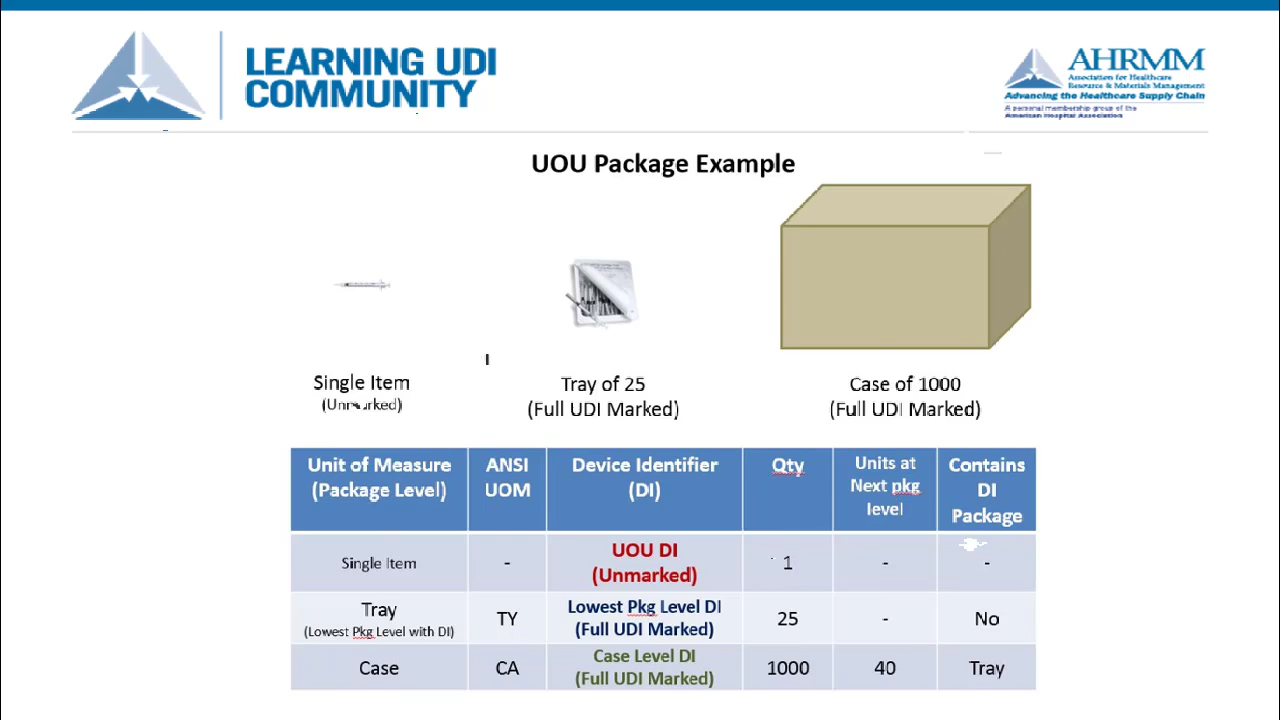 LEARNING UDI
COMMUNITY
AHRMM
Association for Healthcare
Resource & Materials Management
Advancing the Healthcare Supply Chain
A personal membership group of the
American Hospital Association
UOU Package Example
Single Item
(Unmarked)
Tray of 25
(Full UDI Marked)
Case of 1000
(Full UDI Marked)
Unit of Measure
(Package Level)
ANSI
UOM
Device Identifier
(DI)
Qty
Units at
Next pkg
level
Contains
DI
Package
Single Item
-
UOU DI
(Unmarked)
1
-
-
Tray
(Lowest Pkg Level with DI)
TY
Lowest Pkg Level DI
(Full UDI Marked)
25
-
No
Case
CA
Case Level DI
(Full UDI Marked)
1000
40
Tray